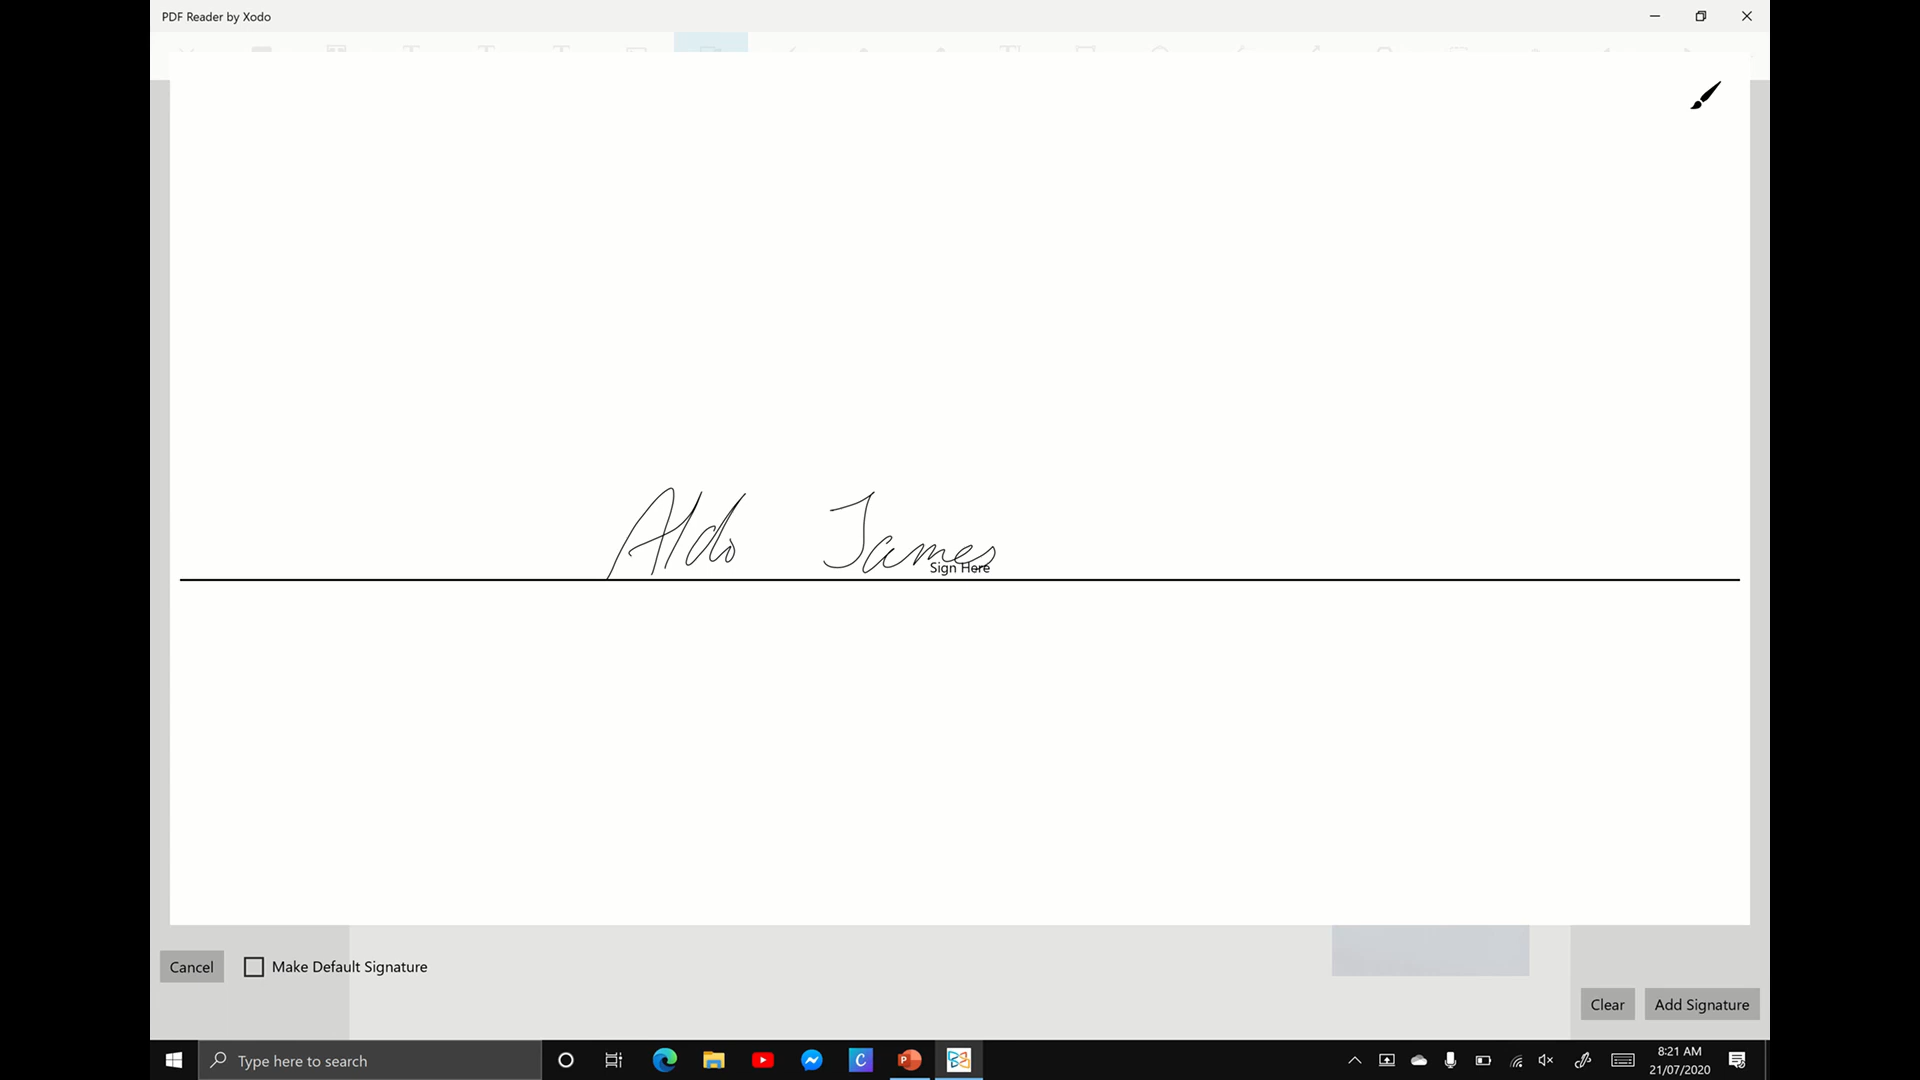 PDF Reader by Xodo
Aldo James
Sign Here
Cancel
Make Default Signature
Clear
Add Signature
Type here to search
8:21 AM
21/07/2020